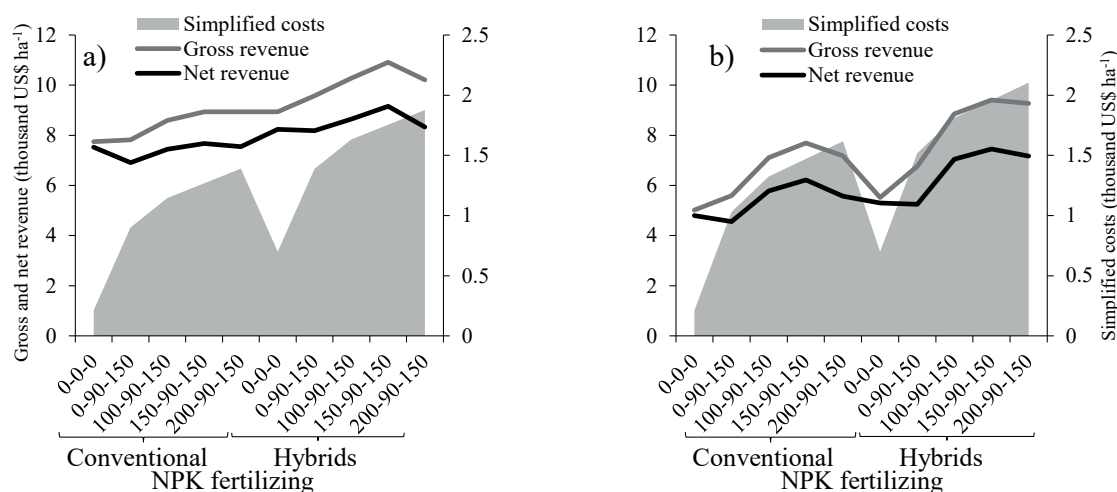 Simplified costs
Gross revenue
Net revenue
a)
Gross and net revenue (thousand US$ ha⁻¹)
12
10
8
6
4
2
0
2.5
2
1.5
1
0.5
0
0-0-0
0-90-150
100-90-150
150-90-150
200-90-150
0-0-0
0-90-150
100-90-150
150-90-150
200-90-150
Conventional
Hybrids
NPK fertilizing
Simplified costs
Gross revenue
Net revenue
b)
12
10
8
6
4
2
0
2.5
2
1.5
1
0.5
0
Simplified costs (thousand US$ ha⁻¹)
0-0-0
0-90-150
100-90-150
150-90-150
200-90-150
0-0-0
0-90-150
100-90-150
150-90-150
200-90-150
Conventional
Hybrids
NPK fertilizing